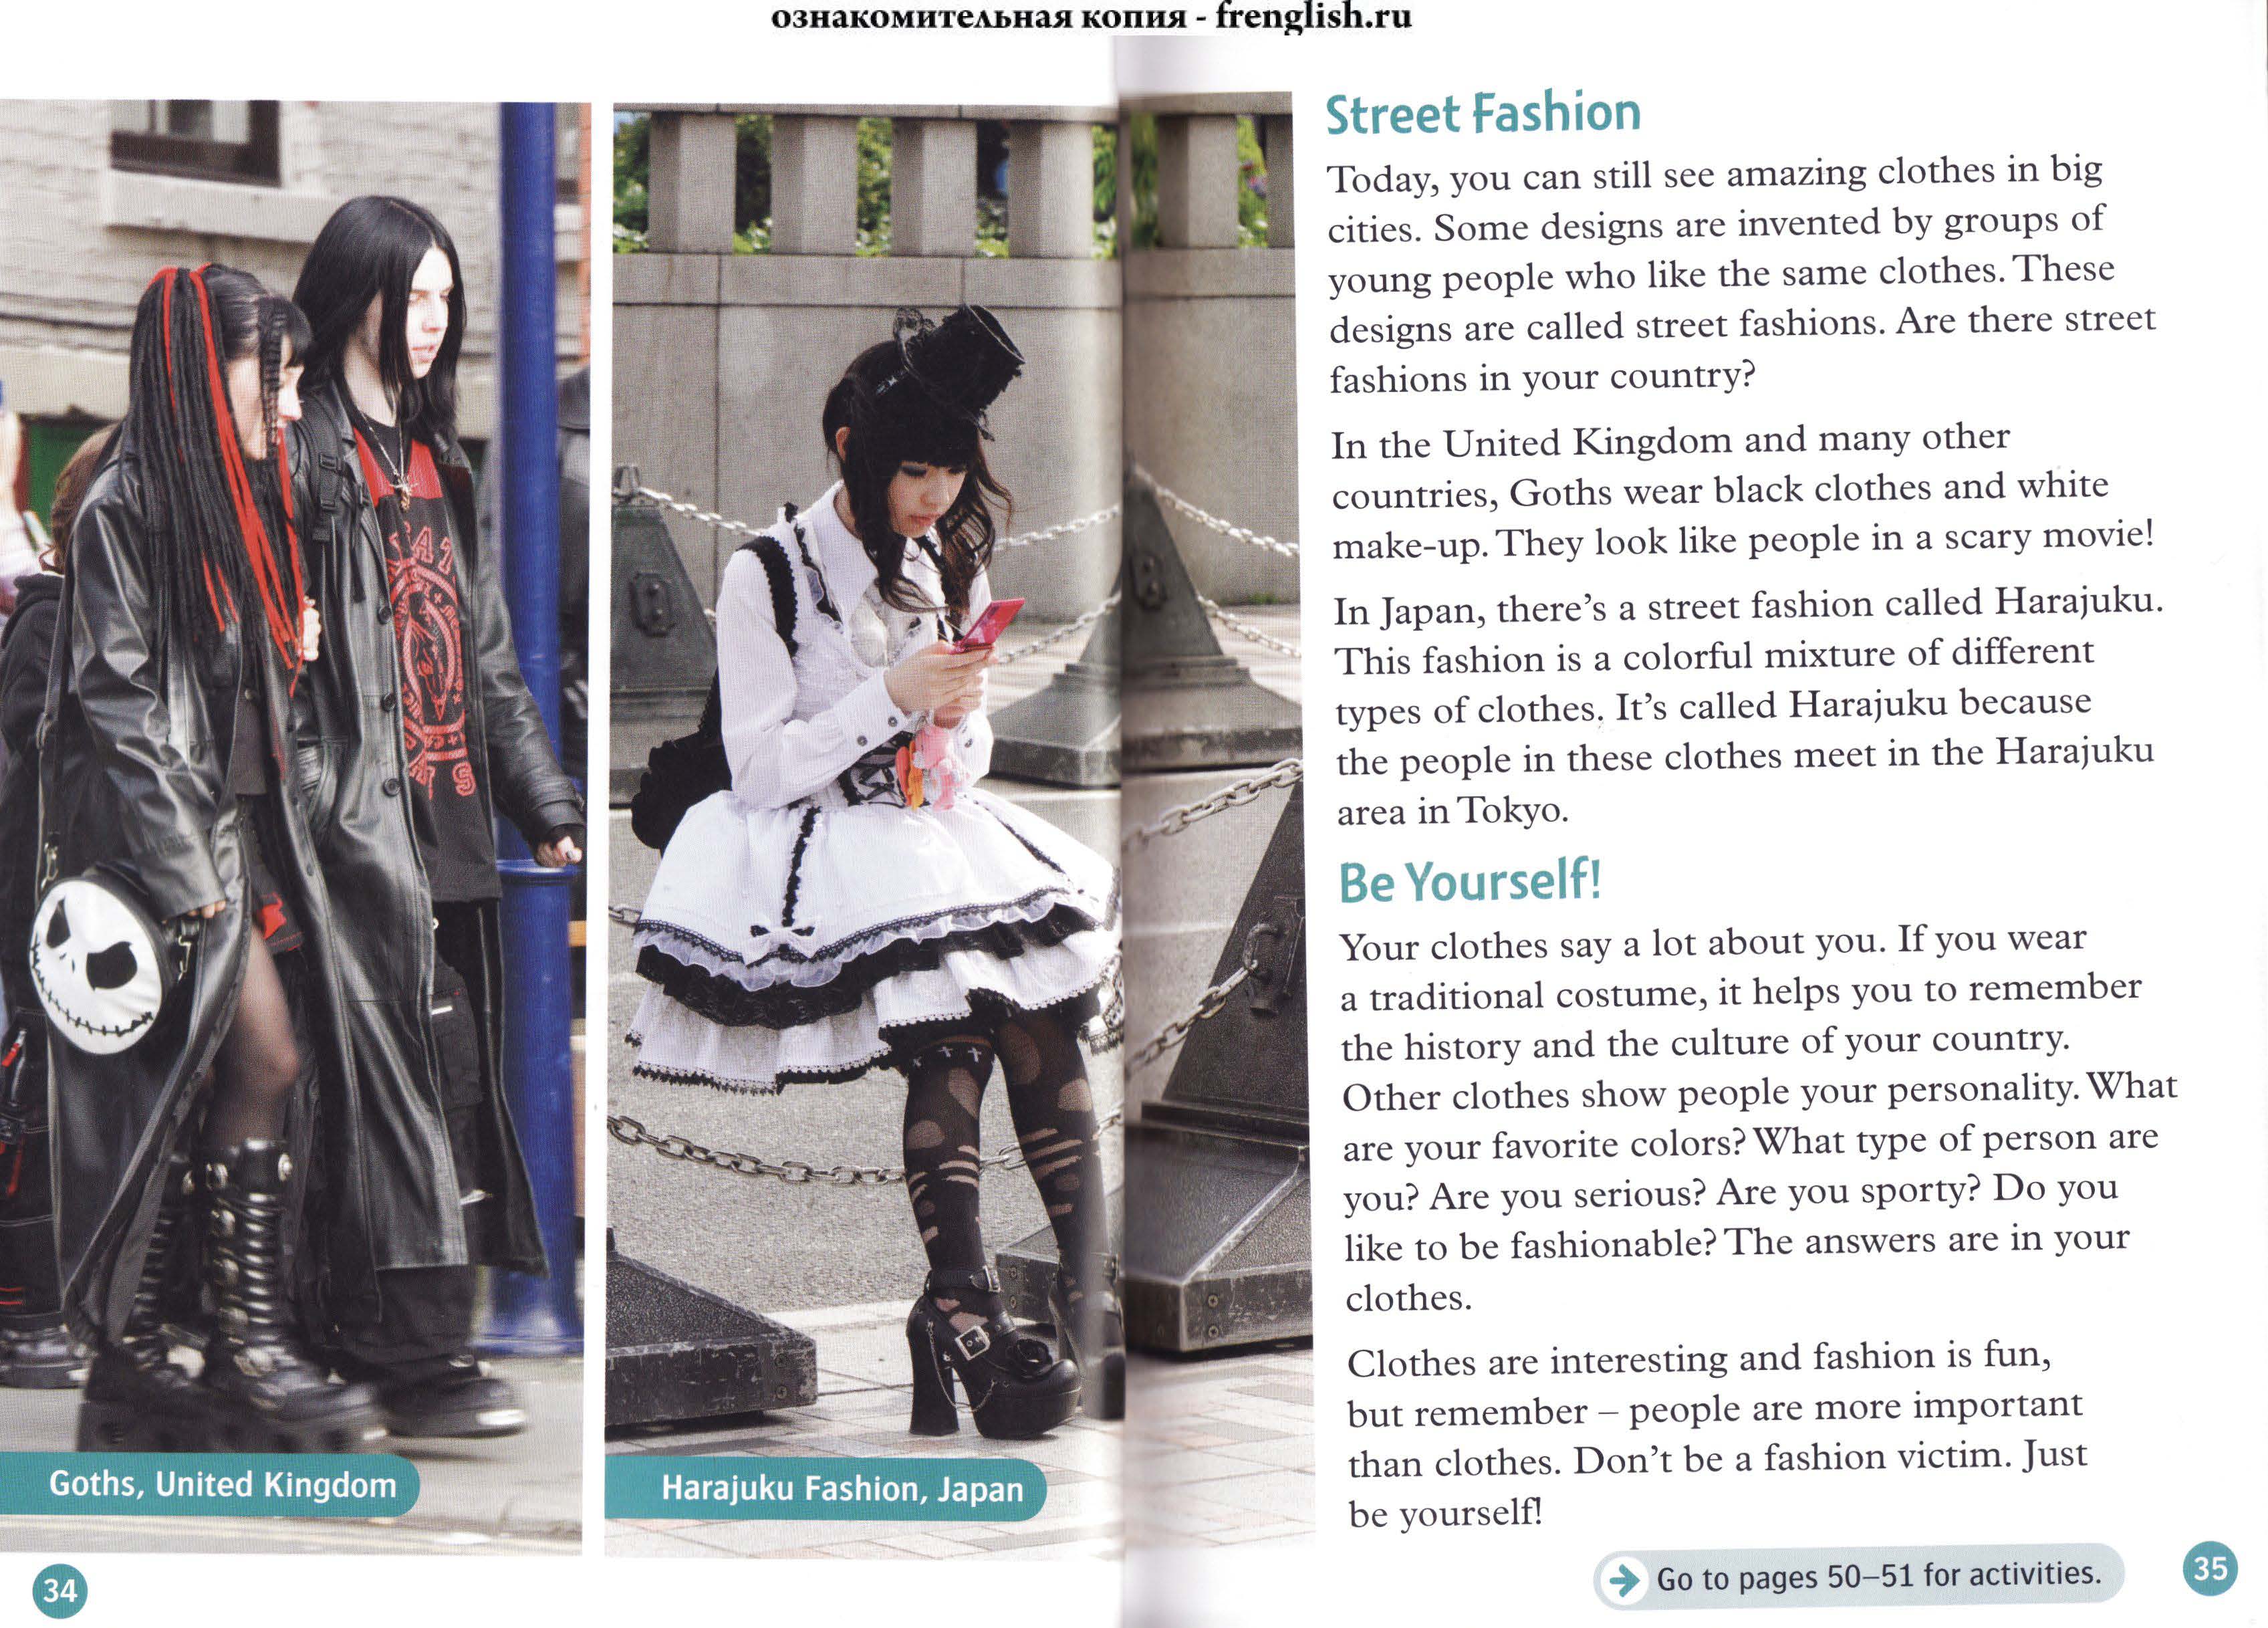 ознакомительная копия - frenglish.ru
Goths, United Kingdom
34
Harajuku Fashion, Japan
Street Fashion
Today, you can still see amazing clothes in big
cities. Some designs are invented by groups of
young people who like the same clothes. These
designs are called street fashions. Are there street
fashions in your country?
In the United Kingdom and many other
countries, Goths wear black clothes and white
make-up. They look like people in a scary movie!
In Japan, there's a street fashion called Harajuku.
This fashion is a colorful mixture of different
types of clothes. It's called Harajuku because
the people in these clothes meet in the Harajuku
area in Tokyo.
Be Yourself!
Your clothes say a lot about you. If you wear
a traditional costume, it helps you to remember
the history and the culture of your country.
Other clothes show people your personality. What
are your favorite colors? What type of person are
you? Are you serious? Are you sporty? Do you
like to be fashionable? The answers are in your
clothes.
Clothes are interesting and fashion is fun,
but remember – people are more important
than clothes. Don't be a fashion victim. Just
be yourself!
Go to pages 50–51 for activities.
35